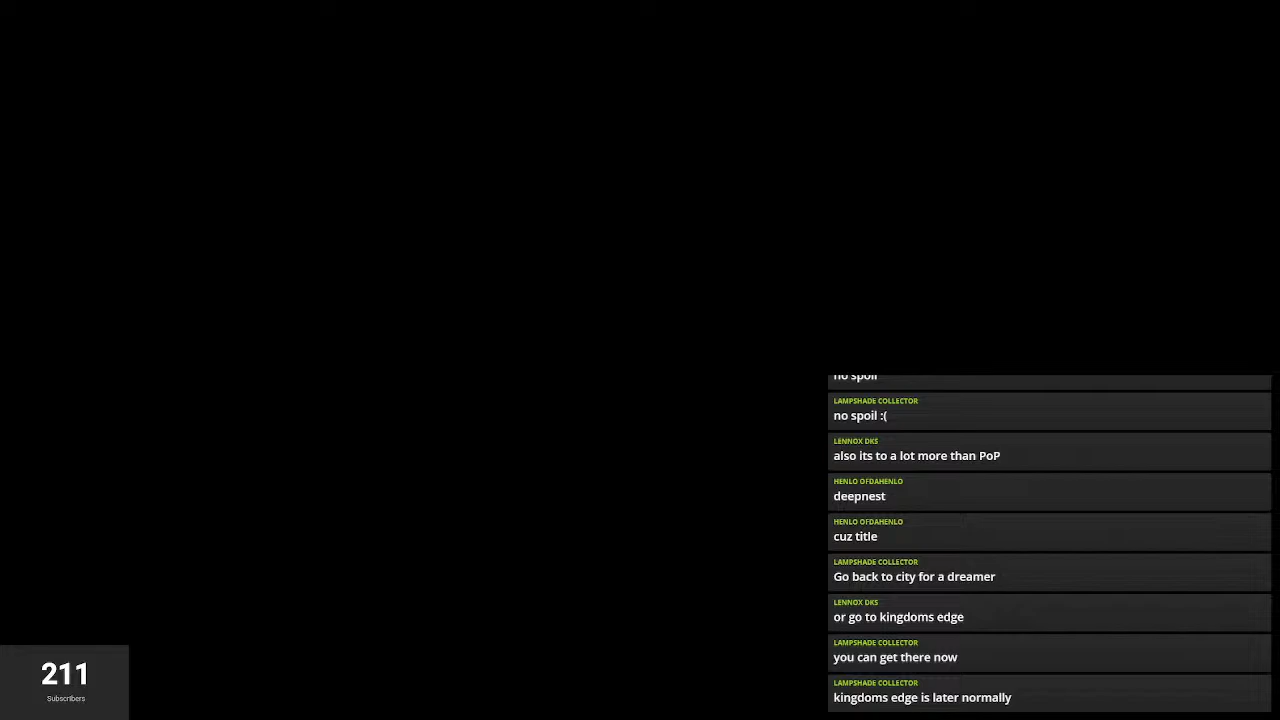 no spoil
LAMPSHADE COLLECTOR
no spoil :(
LENNOX DKS
also its to a lot more than PoP
HENLO OFDAHENLO
deepnest
HENLO OFDAHENLO
cuz title
LAMPSHADE COLLECTOR
Go back to city for a dreamer
LENNOX DKS
or go to kingdoms edge
LAMPSHADE COLLECTOR
you can get there now
LAMPSHADE COLLECTOR
kingdoms edge is later normally
211
Subscribers